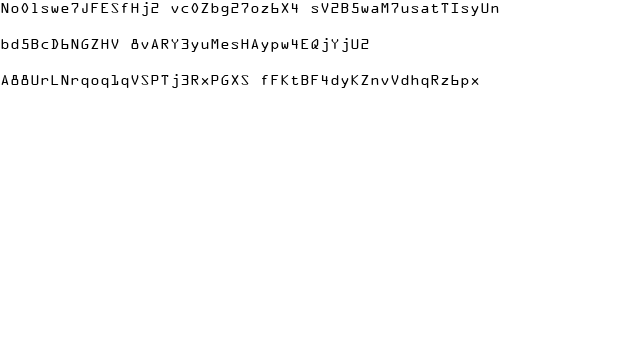 No0lswe7JFESfHj2 vc0Zbg27oz6X4 sV2B5waM7usatTIsyUn
bd5BcD6NGZHV 8vARY3yuMesHAypw4EQjYjU2
A88UrLNrqoq1qVSPTj3RxPGXS fFKtBF4dyKZnvVdhqRz6px